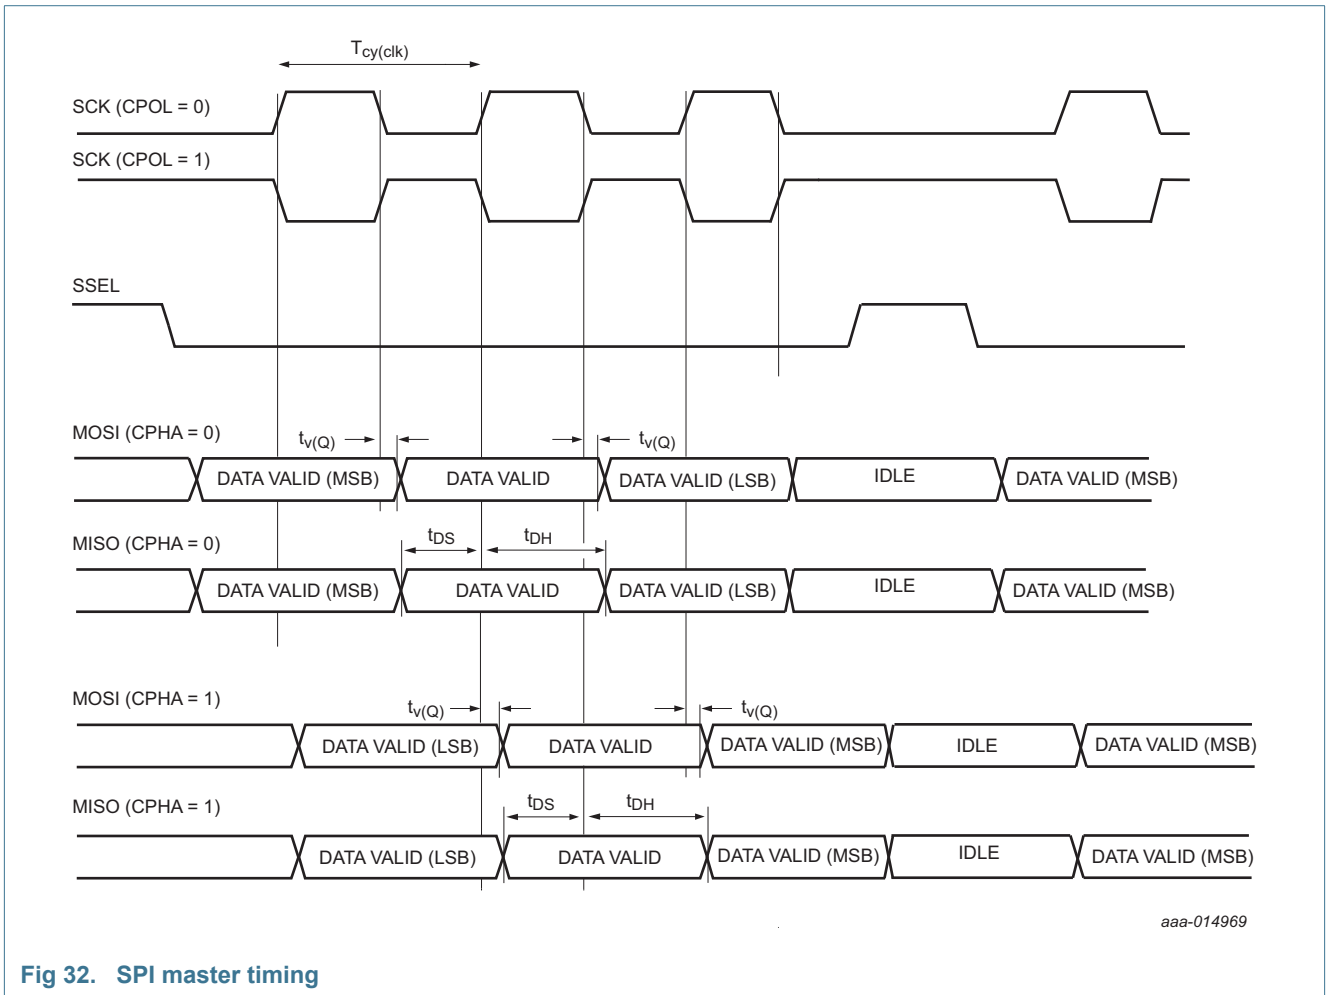 Tcy(clk)
SCK (CPOL = 0)
SCK (CPOL = 1)
SSEL
MOSI (CPHA = 0)
tv(Q) tv(Q)
DATA VALID (MSB) DATA VALID DATA VALID (LSB) IDLE DATA VALID (MSB)
MISO (CPHA = 0)
tDS tDH
DATA VALID (MSB) DATA VALID DATA VALID (LSB) IDLE DATA VALID (MSB)
MOSI (CPHA = 1)
tv(Q) tv(Q)
DATA VALID (LSB) DATA VALID DATA VALID (MSB) IDLE DATA VALID (MSB)
MISO (CPHA = 1)
tDS tDH
DATA VALID (LSB) DATA VALID DATA VALID (MSB) IDLE DATA VALID (MSB)
aaa-014969
Fig 32. SPI master timing